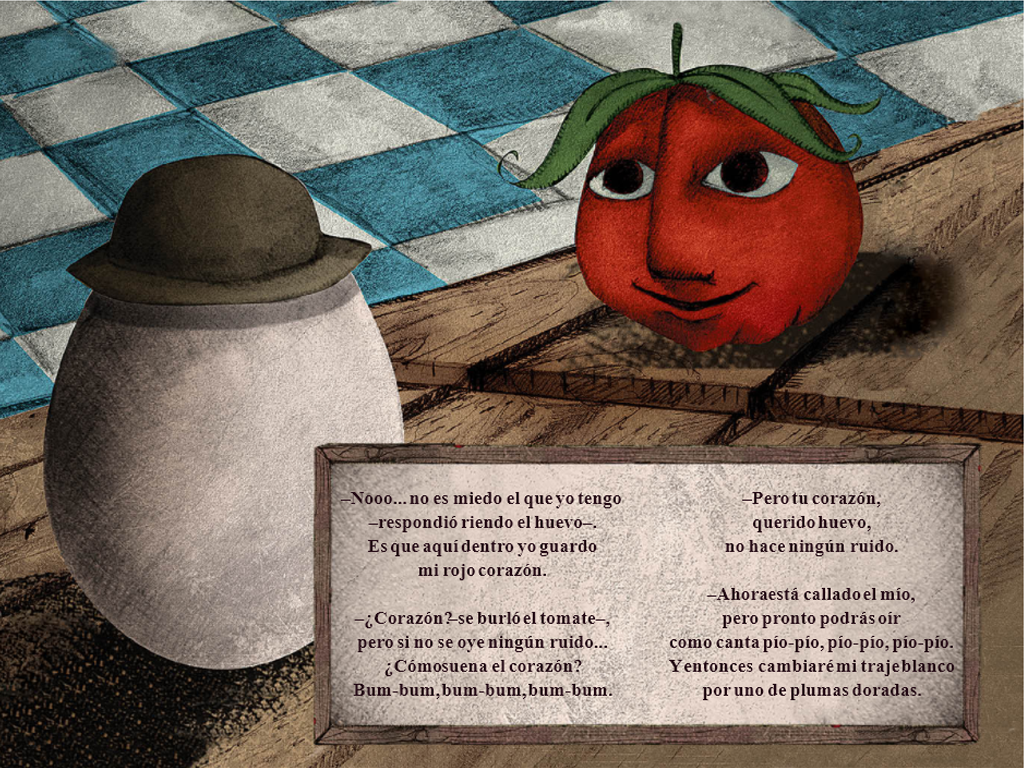 –Nooo... no es miedo el que yo tengo
–respondió riendo el huevo–.
Es que aquí dentro yo guardo
mi rojo corazón.
–¿Corazón? –se burló el tomate–,
pero si no se oye ningún ruido...
¿Cómo suena el corazón?
Bum-bum, bum-bum, bum-bum.
–Pero tu corazón,
querido huevo,
no hace ningún ruido.
–Ahora está callado el mío,
pero pronto podrás oír
como canta pío-pío, pío-pío, pío-pío.
Y entonces cambiaré mi traje blanco
por uno de plumas doradas.